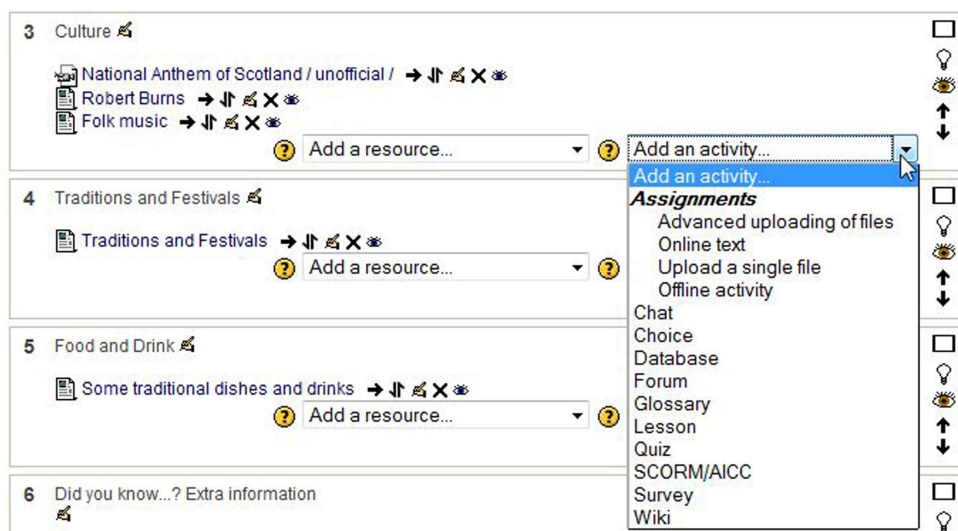 3 Culture
National Anthem of Scotland / unofficial /
Robert Burns
Folk music
Add a resource... Add an activity...
Add an activity...
Assignments
Advanced uploading of files
Online text
Upload a single file
Offline activity
Chat
Choice
Database
Forum
Glossary
Lesson
Quiz
SCORM/AICC
Survey
Wiki
4 Traditions and Festivals
Traditions and Festivals
Add a resource...
5 Food and Drink
Some traditional dishes and drinks
Add a resource...
6 Did you know...? Extra information